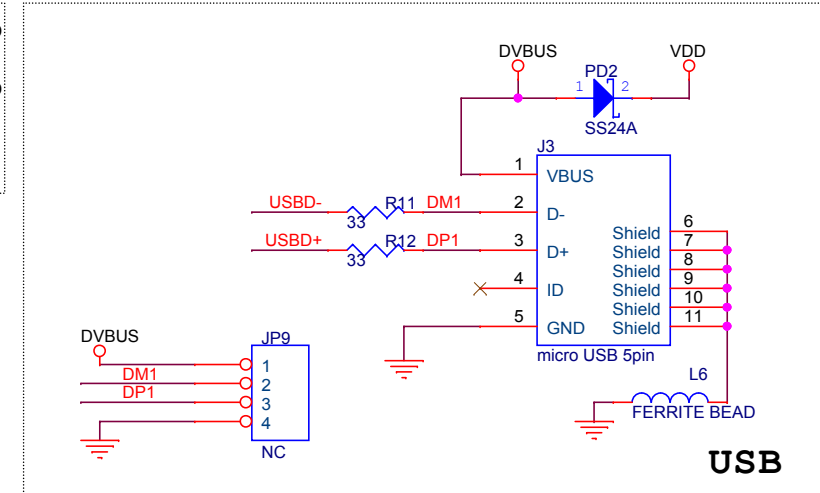 DVBUS VDD
PD2
1 2
SS24A
J3
1 VBUS
USBD- R11 DM1 2 D-
33
Shield 6
USBD+ R12 DP1 3 D+ Shield 7
33
Shield 8
4 ID Shield 9
Shield 10
5 GND Shield 11
DVBUS
JP9
micro USB 5pin
1
DM1 2
DP1 3
4
L6
FERRITE BEAD
NC
USB